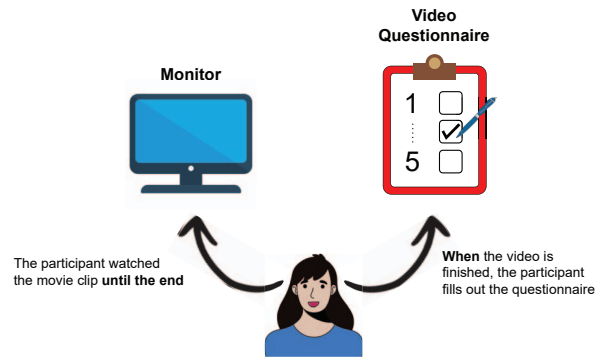 Video
Questionnaire
Monitor
1
5
The participant watched
the movie clip until the end
When the video is
finished, the participant
fills out the questionnaire